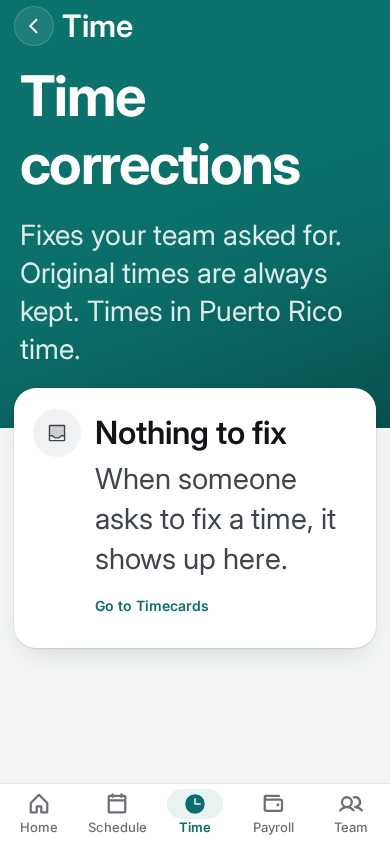 Time
Time
corrections
Fixes your team asked for.
Original times are always
kept. Times in Puerto Rico
time.
Nothing to fix
When someone
asks to fix a time, it
shows up here.
Go to Timecards
Home
Schedule
Time
Payroll
Team